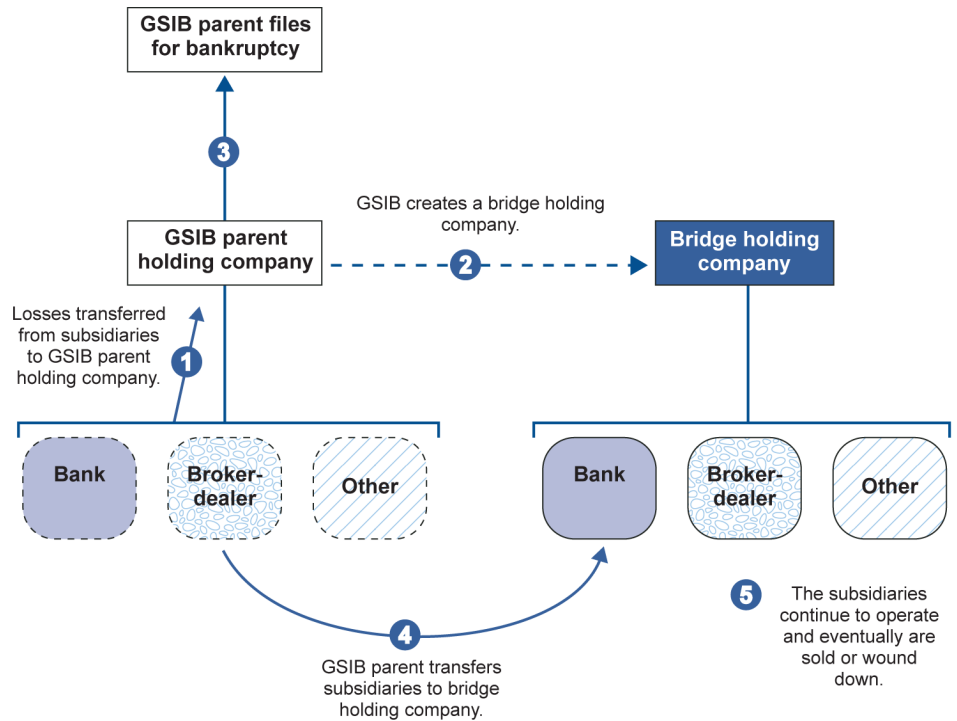 GSIB parent files
for bankruptcy
3
GSIB creates a bridge holding
company.
GSIB parent
holding company
2
Bridge holding
company
Losses transferred
from subsidiaries
to GSIB parent
holding company.
1
Bank
Broker-
dealer
Other
Bank
Broker-
dealer
Other
4
GSIB parent transfers
subsidiaries to bridge
holding company.
5
The subsidiaries
continue to operate
and eventually are
sold or wound
down.